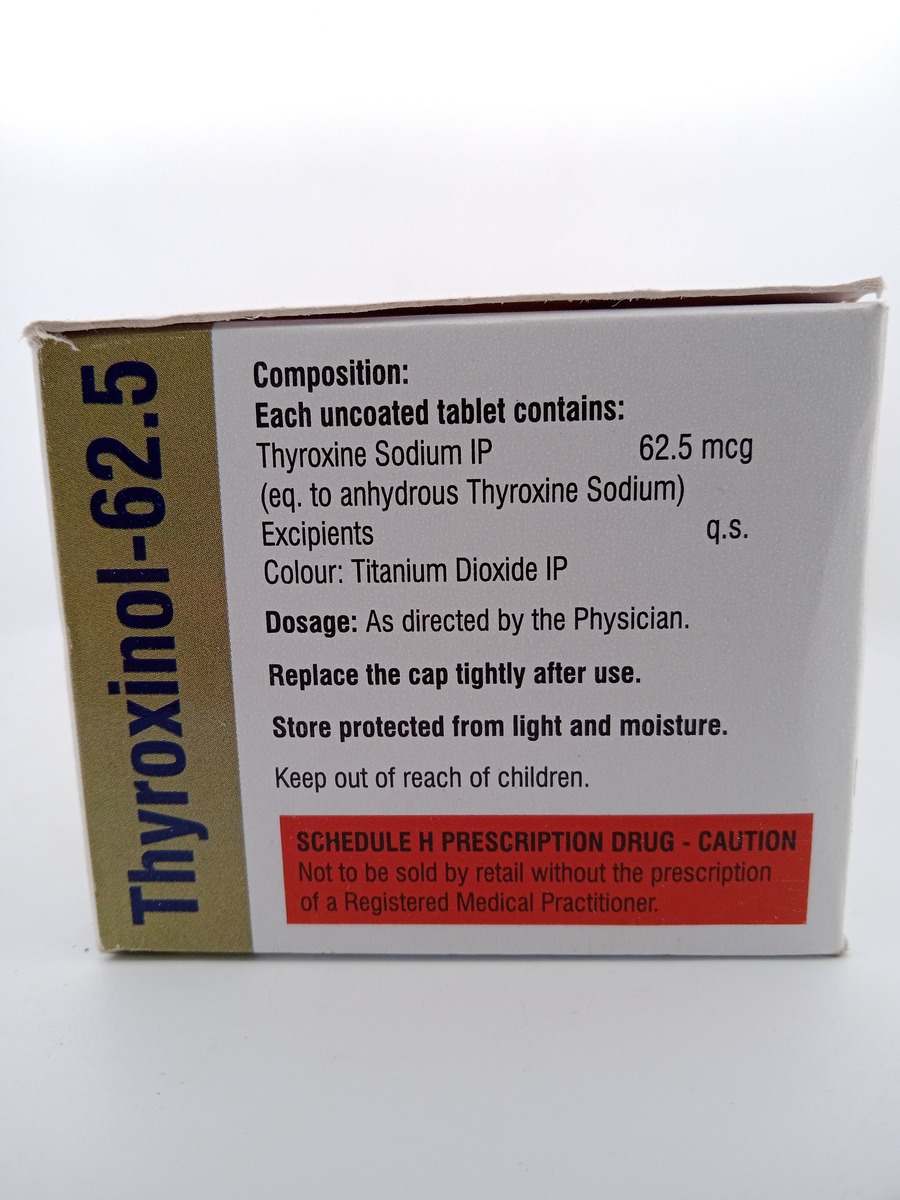 Thyroxinol-62.5
Composition:
Each uncoated tablet contains:
Thyroxine Sodium IP 62.5 mcg
(eq. to anhydrous Thyroxine Sodium)
Excipients q.s.
Colour: Titanium Dioxide IP
Dosage: As directed by the Physician.
Replace the cap tightly after use.
Store protected from light and moisture.
Keep out of reach of children.
SCHEDULE H PRESCRIPTION DRUG - CAUTION
Not to be sold by retail without the prescription
of a Registered Medical Practitioner.